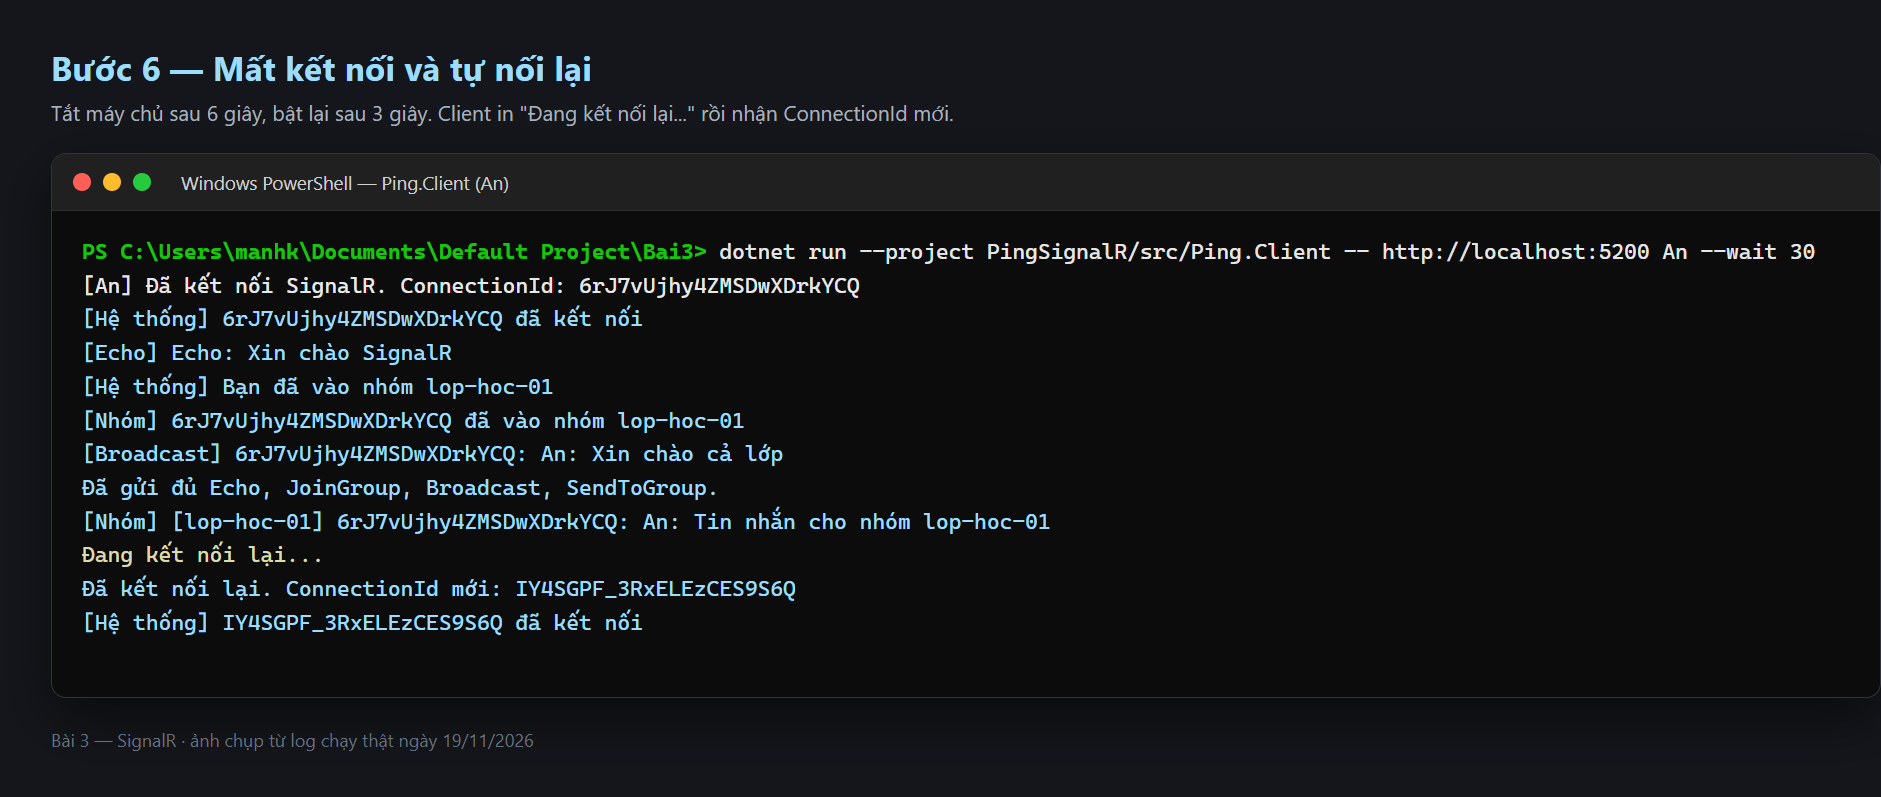 Bước 6 — Mất kết nối và tự nối lại
Tắt máy chủ sau 6 giây, bật lại sau 3 giây. Client in "Đang kết nối lại..." rồi nhận ConnectionId mới.
Windows PowerShell — Ping.Client (An)
PS C:\Users\manhk\Documents\Default Project\Bai3> dotnet run --project PingSignalR/src/Ping.Client -- http://localhost:5200 An --wait 30
[An] Đã kết nối SignalR. ConnectionId: 6rJ7vUjhy4ZMSDwXDrkYCQ
[Hệ thống] 6rJ7vUjhy4ZMSDwXDrkYCQ đã kết nối
[Echo] Echo: Xin chào SignalR
[Hệ thống] Bạn đã vào nhóm lop-hoc-01
[Nhóm] 6rJ7vUjhy4ZMSDwXDrkYCQ đã vào nhóm lop-hoc-01
[Broadcast] 6rJ7vUjhy4ZMSDwXDrkYCQ: An: Xin chào cả lớp
Đã gửi đủ Echo, JoinGroup, Broadcast, SendToGroup.
[Nhóm] [lop-hoc-01] 6rJ7vUjhy4ZMSDwXDrkYCQ: An: Tin nhắn cho nhóm lop-hoc-01
Đang kết nối lại...
Đã kết nối lại. ConnectionId mới: IY4SGPF_3RxELEzCES9S6Q
[Hệ thống] IY4SGPF_3RxELEzCES9S6Q đã kết nối
Bài 3 — SignalR · ảnh chụp từ log chạy thật ngày 19/11/2026